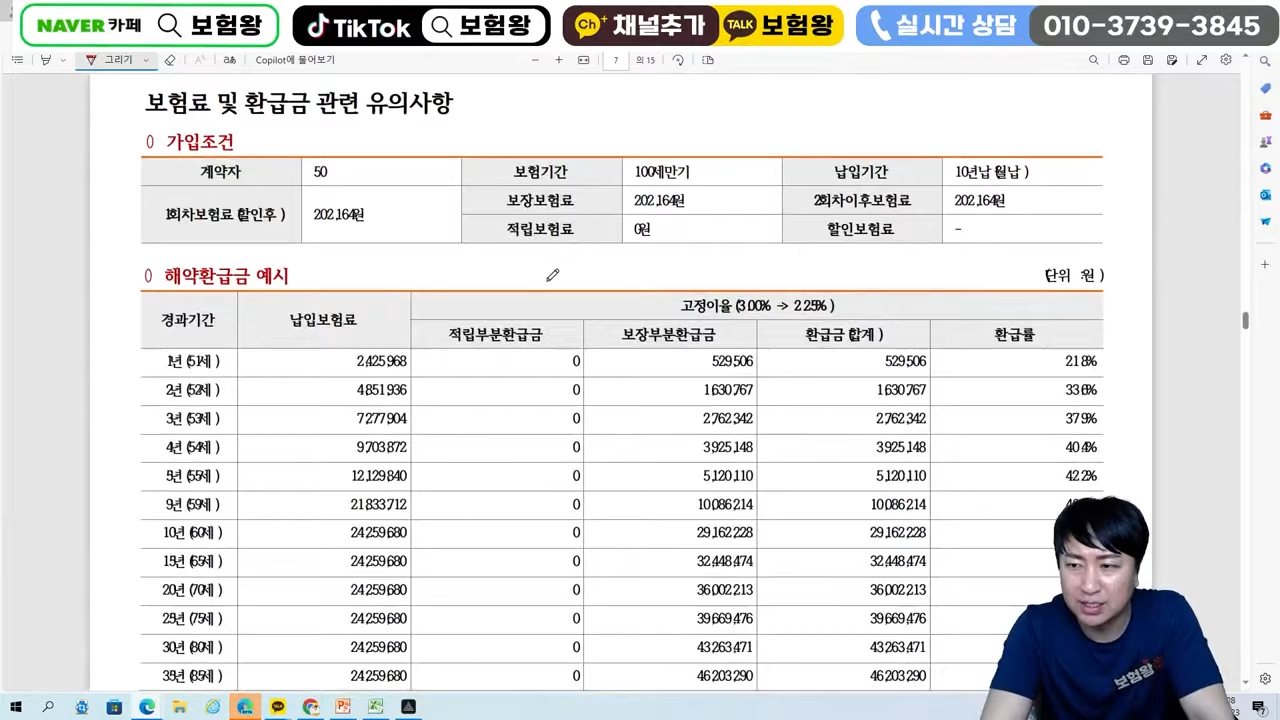 NAVER 카페 보험왕 TikTok 보험왕 Ch+ 채널추가 TALK 보험왕 실시간 상담 010-3739-3845
그리기 Copilot에 물어보기 7 의 15
보험료 및 환급금 관련 유의사항
0 가입조건
계약자 50 보험기간 100세만기 납입기간 10년납(월납)
1회차보험료(할인후) 202,164원 보장보험료 202,164원 2회차이후보험료 202,164원
적립보험료 0원 할인보험료 -
0 해약환급금 예시 (단위 :원)
경과기간 납입보험료 고정이율(3.00% → 2.25%)
적립부분환급금 보장부분환급금 환급금(합계) 환급률
1년(51세) 2,425,968 0 529,506 529,506 21.8%
2년(52세) 4,851,936 0 1,630,767 1,630,767 33.6%
3년(53세) 7,277,904 0 2,762,342 2,762,342 37.9%
4년(54세) 9,703,872 0 3,925,148 3,925,148 40.4%
5년(55세) 12,129,840 0 5,120,110 5,120,110 42.2%
9년(59세) 21,833,712 0 10,086,214 10,086,214
10년(60세) 24,259,680 0 29,162,228 29,162,228
15년(65세) 24,259,680 0 32,448,474 32,448,474
20년(70세) 24,259,680 0 36,002,213 36,002,213
25년(75세) 24,259,680 0 39,669,476 39,669,476
30년(80세) 24,259,680 0 43,263,471 43,263,471
35년(85세) 24,259,680 0 46,203,290 46,203,290
보험왕